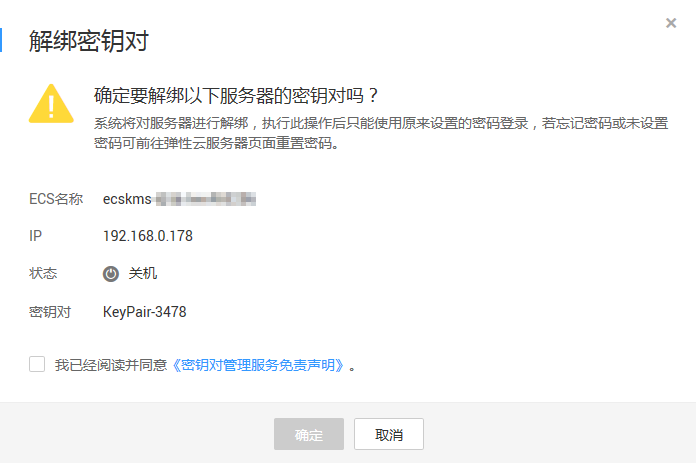 解绑密钥对
确定要解绑以下服务器的密钥对吗？
系统将对服务器进行解绑，执行此操作后只能使用原来设置的密码登录，若忘记密码或未设置
密码可前往弹性云服务器页面重置密码。
ECS名称 ecskms-
IP 192.168.0.178
状态 关机
密钥对 KeyPair-3478
我已经阅读并同意《密钥对管理服务免责声明》。
确定 取消